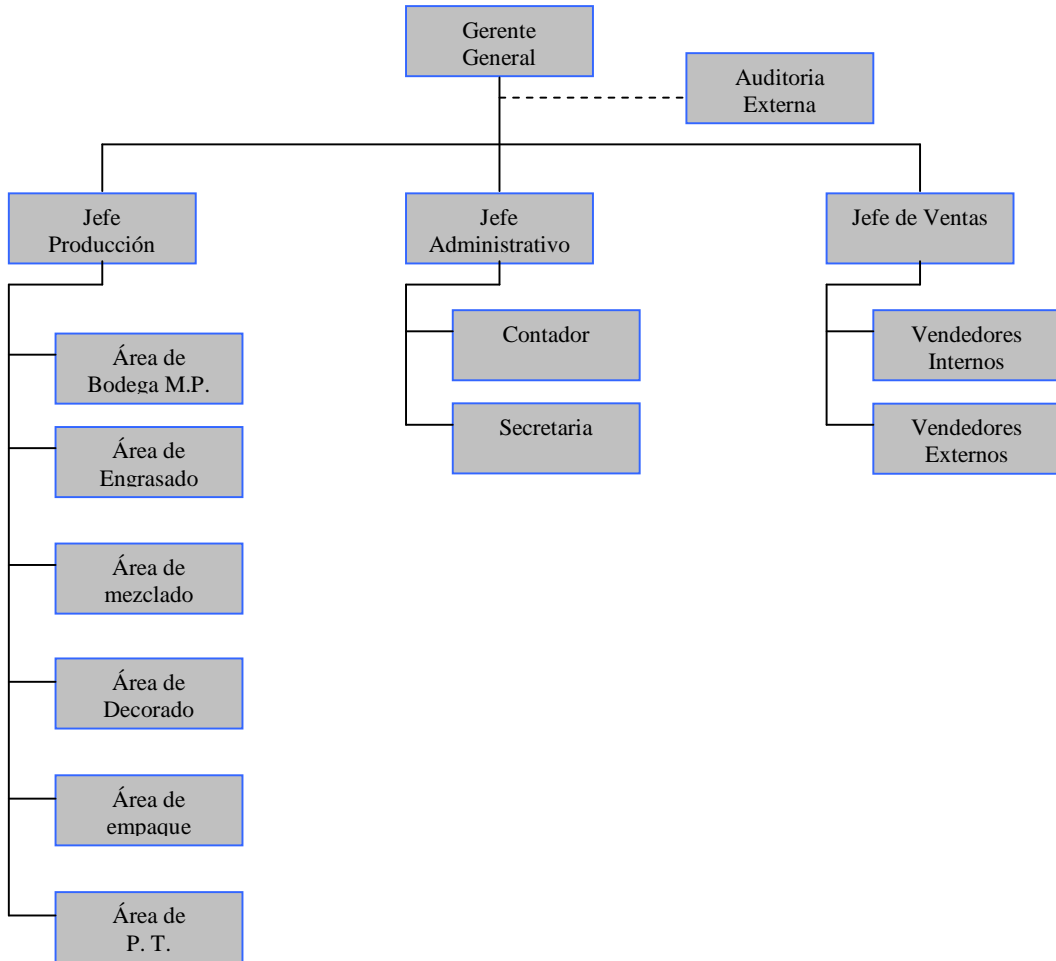 Gerente
General
Auditoria
Externa
Jefe
Producción
Jefe
Administrativo
Jefe de Ventas
Área de
Bodega M.P.
Área de
Engrasado
Área de
mezclado
Área de
Decorado
Área de
empaque
Área de
P. T.
Contador
Secretaria
Vendedores
Internos
Vendedores
Externos